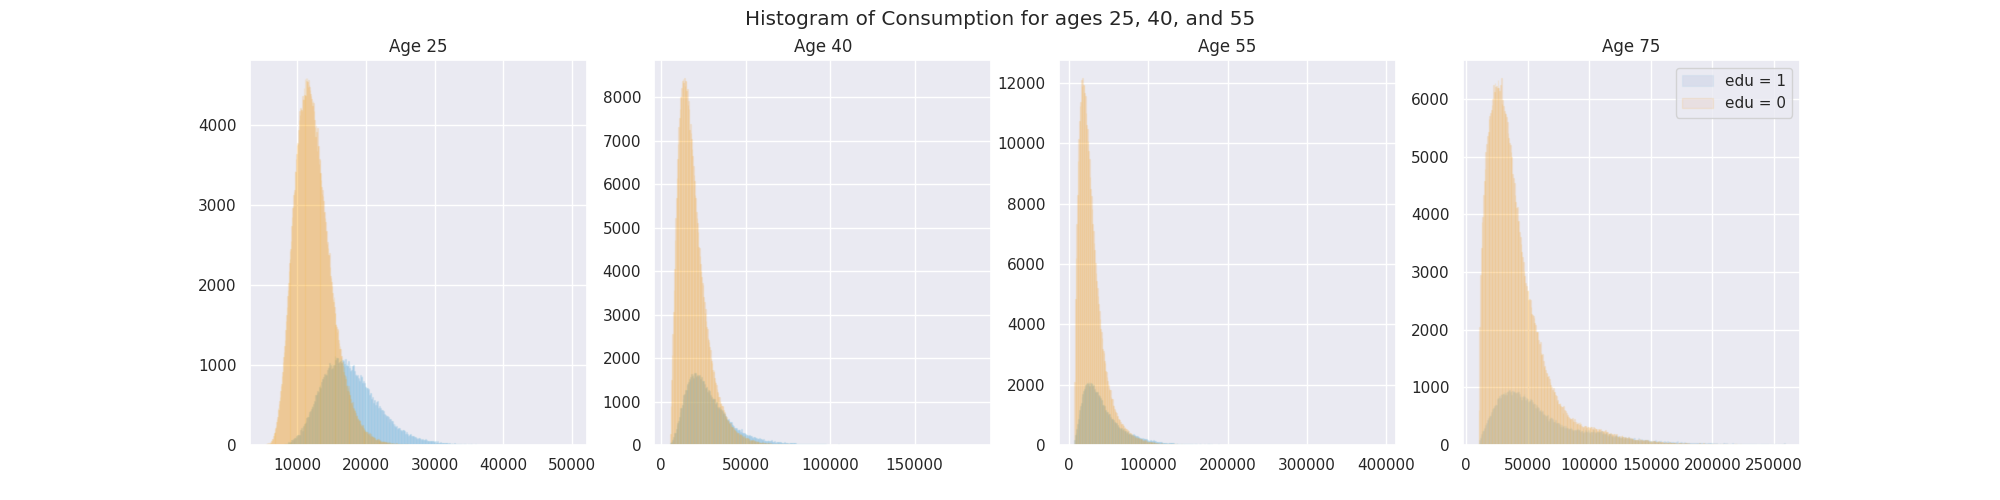 Histogram of Consumption for ages 25, 40, and 55
Age 25
4000
3000
2000
1000
0
10000 20000 30000 40000 50000
Age 40
8000
7000
6000
5000
4000
3000
2000
1000
0
0 50000 100000 150000
Age 55
12000
10000
8000
6000
4000
2000
0
0 100000 200000 300000 400000
Age 75
edu = 1
edu = 0
6000
5000
4000
3000
2000
1000
0
0 50000 100000 150000 200000 250000